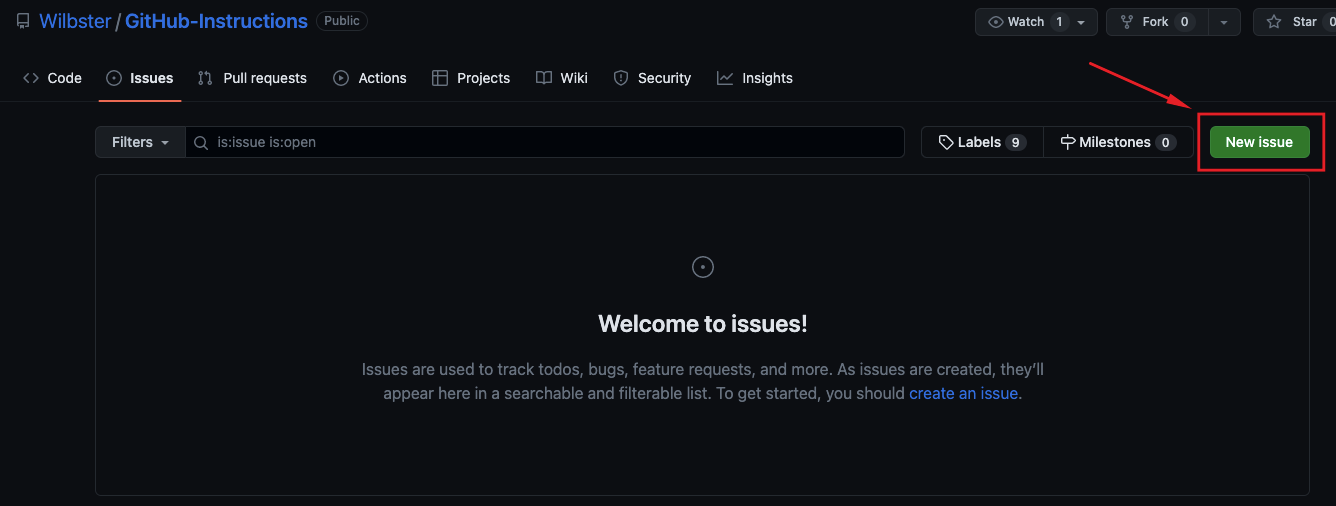 Wilbster / GitHub-Instructions Public Watch 1 Fork 0 Star 0
Code Issues Pull requests Actions Projects Wiki Security Insights
Filters is:issue is:open Labels 9 Milestones 0 New issue
Welcome to issues!
Issues are used to track todos, bugs, feature requests, and more. As issues are created, they’ll
appear here in a searchable and filterable list. To get started, you should create an issue.